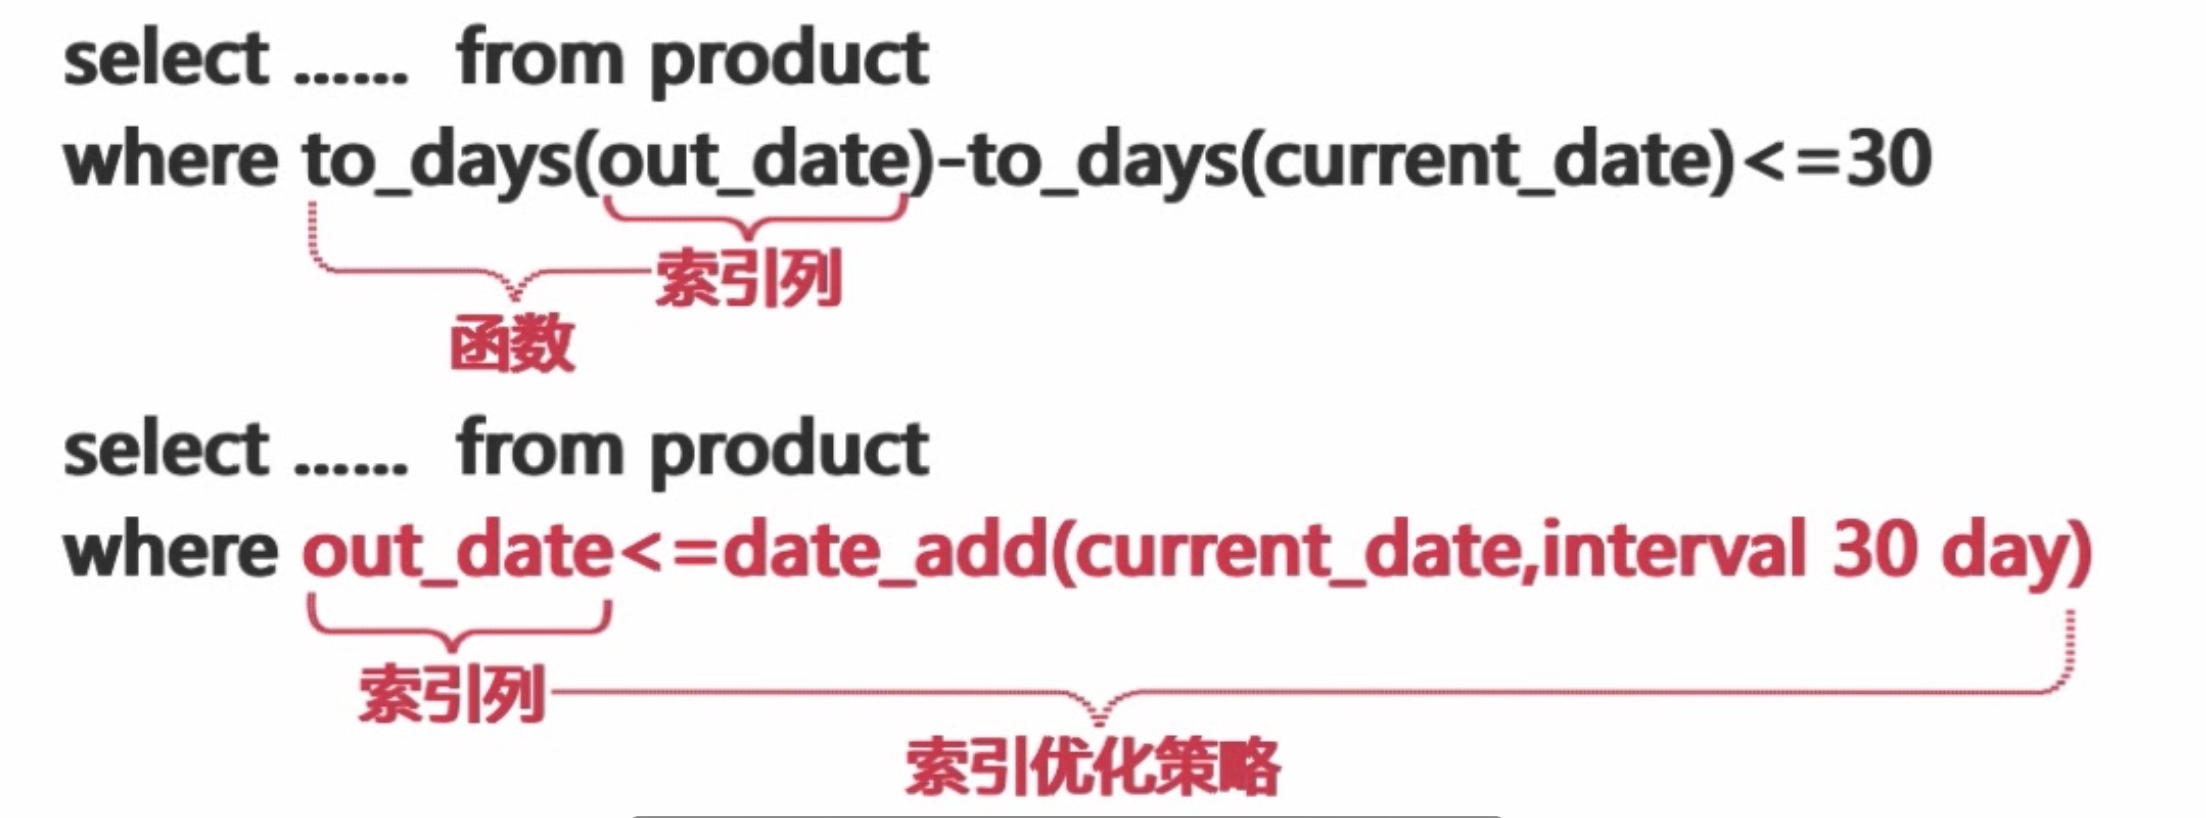 select ...... from product
where to_days(out_date)-to_days(current_date)<=30
索引列
函数
select ...... from product
where out_date<=date_add(current_date,interval 30 day)
索引列
索引优化策略